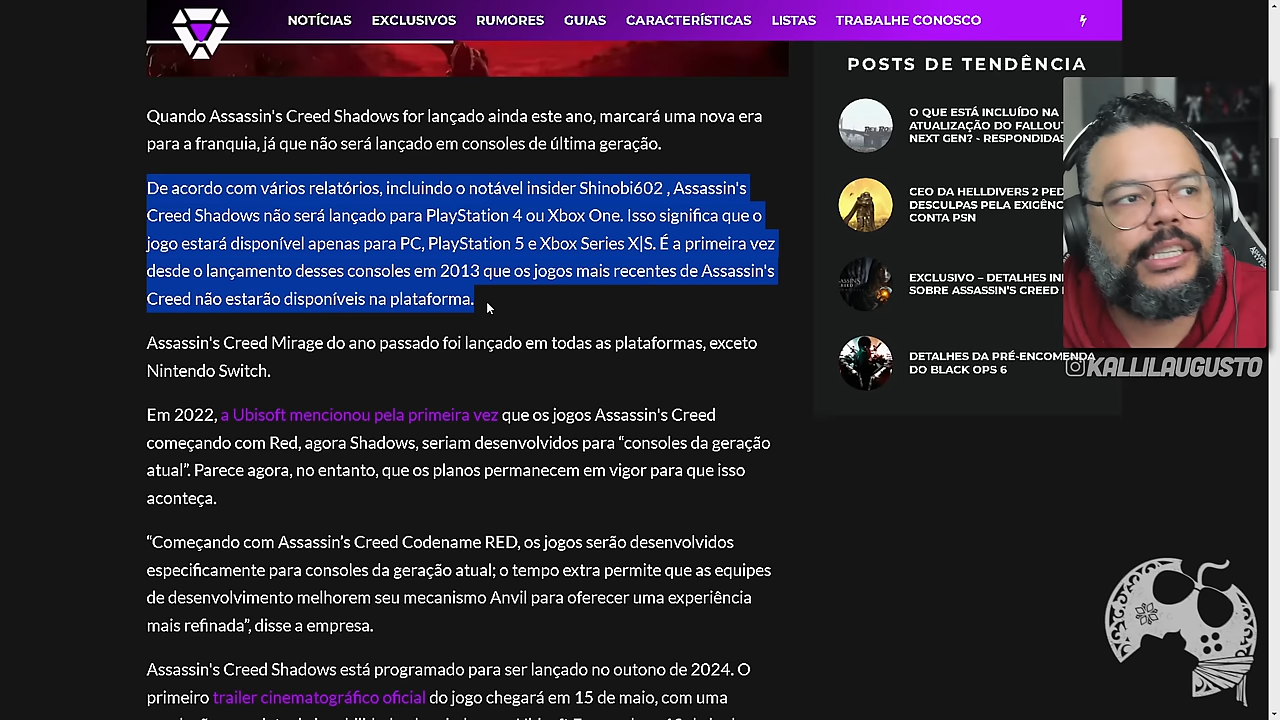 NOTÍCIAS EXCLUSIVOS RUMORES GUIAS CARACTERÍSTICAS LISTAS TRABALHE CONOSCO
Quando Assassin's Creed Shadows for lançado ainda este ano, marcará uma nova era
para a franquia, já que não será lançado em consoles de última geração.
De acordo com vários relatórios, incluindo o notável insider Shinobi602 , Assassin's
Creed Shadows não será lançado para PlayStation 4 ou Xbox One. Isso significa que o
jogo estará disponível apenas para PC, PlayStation 5 e Xbox Series X|S. É a primeira vez
desde o lançamento desses consoles em 2013 que os jogos mais recentes de Assassin's
Creed não estarão disponíveis na plataforma.
Assassin's Creed Mirage do ano passado foi lançado em todas as plataformas, exceto
Nintendo Switch.
Em 2022, a Ubisoft mencionou pela primeira vez que os jogos Assassin's Creed
começando com Red, agora Shadows, seriam desenvolvidos para “consoles da geração
atual”. Parece agora, no entanto, que os planos permanecem em vigor para que isso
aconteça.
“Começando com Assassin’s Creed Codename RED, os jogos serão desenvolvidos
especificamente para consoles da geração atual; o tempo extra permite que as equipes
de desenvolvimento melhorem seu mecanismo Anvil para oferecer uma experiência
mais refinada”, disse a empresa.
Assassin's Creed Shadows está programado para ser lançado no outono de 2024. O
primeiro trailer cinematográfico oficial do jogo chegará em 15 de maio, com uma
POSTS DE TENDÊNCIA
O QUE ESTÁ INCLUÍDO NA
ATUALIZAÇÃO DO FALLOUT
NEXT GEN? - RESPONDIDAS
CEO DA HELLDIVERS 2
DESCULPAS PELA
CONTA PSN
EXCLUSIVO – DETALHES
SOBRE ASSASSIN'S CREED
DETALHES DA PRÉ-ENCOMENDA
DO BLACK OPS 6
KALLILAUGUSTO